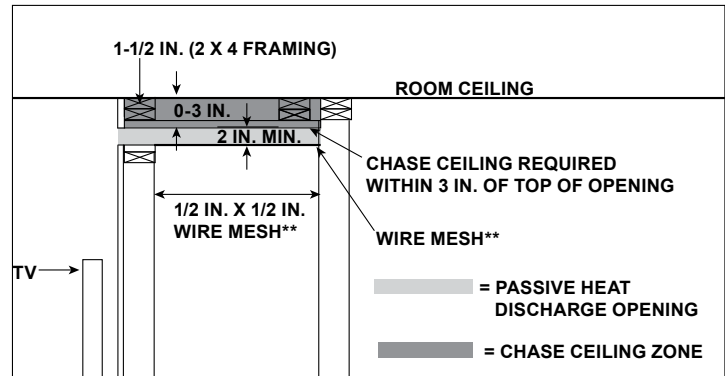 1-1/2 IN. (2 X 4 FRAMING)
ROOM CEILING
0-3 IN.
2 IN. MIN.
CHASE CEILING REQUIRED
WITHIN 3 IN. OF TOP OF OPENING
1/2 IN. X 1/2 IN.
WIRE MESH**
WIRE MESH**
TV
= PASSIVE HEAT
DISCHARGE OPENING
= CHASE CEILING ZONE